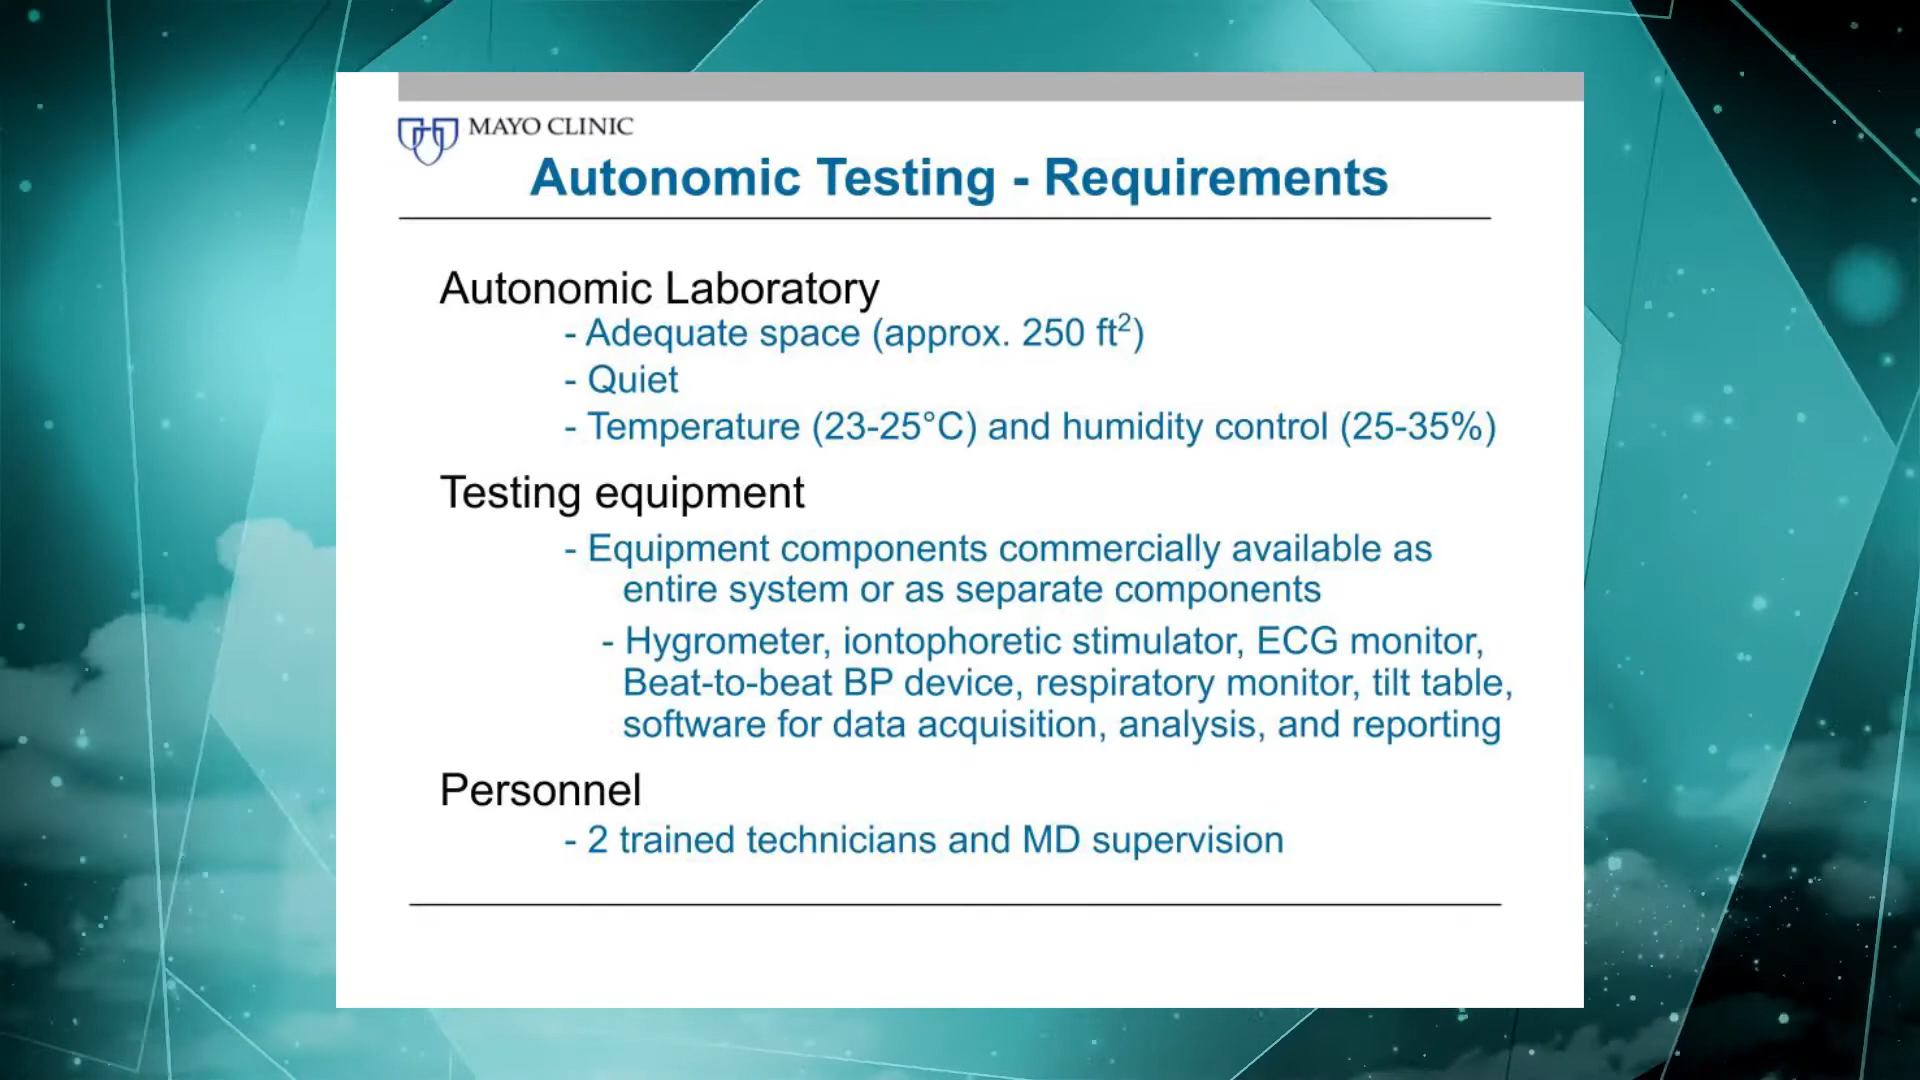 MAYO CLINIC
Autonomic Testing - Requirements
Autonomic Laboratory
- Adequate space (approx. 250 ft²)
- Quiet
- Temperature (23-25°C) and humidity control (25-35%)
Testing equipment
- Equipment components commercially available as
entire system or as separate components
- Hygrometer, iontophoretic stimulator, ECG monitor,
Beat-to-beat BP device, respiratory monitor, tilt table,
software for data acquisition, analysis, and reporting
Personnel
- 2 trained technicians and MD supervision